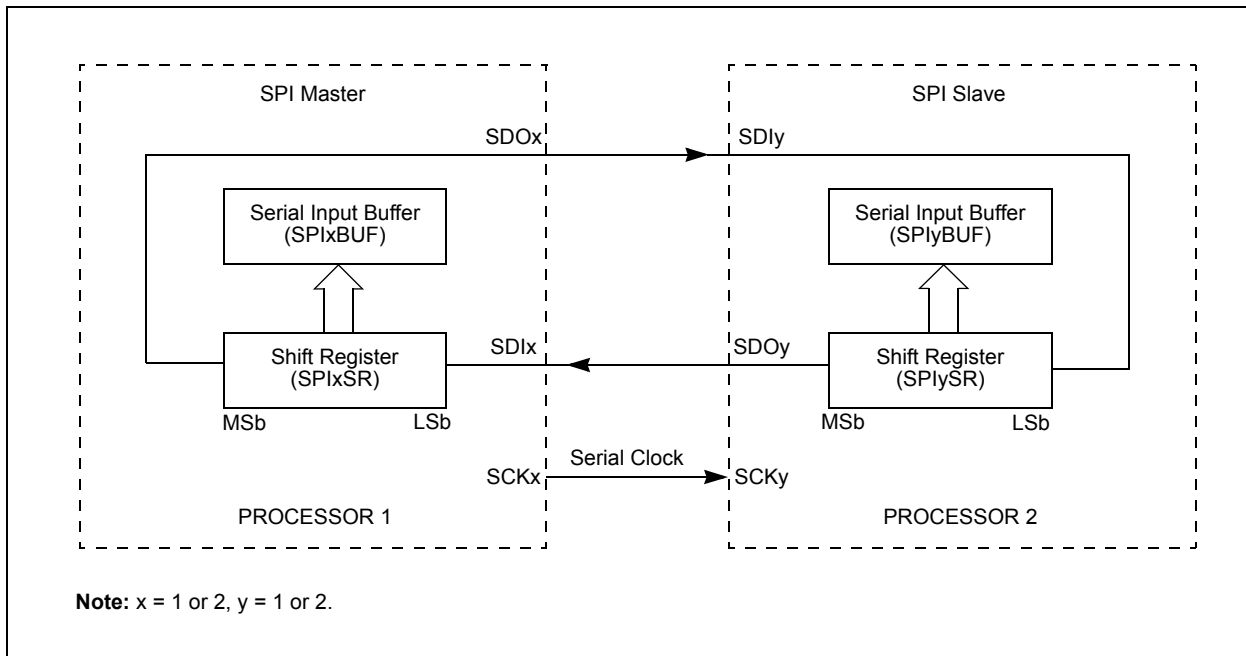 SPI Master
SPI Slave
SDOx
SDIy
Serial Input Buffer
(SPIxBUF)
Serial Input Buffer
(SPIyBUF)
SDIx
SDOy
Shift Register
(SPIxSR)
Shift Register
(SPIySR)
MSb
LSb
MSb
LSb
Serial Clock
SCKx
SCKy
PROCESSOR 1
PROCESSOR 2
Note: x = 1 or 2, y = 1 or 2.